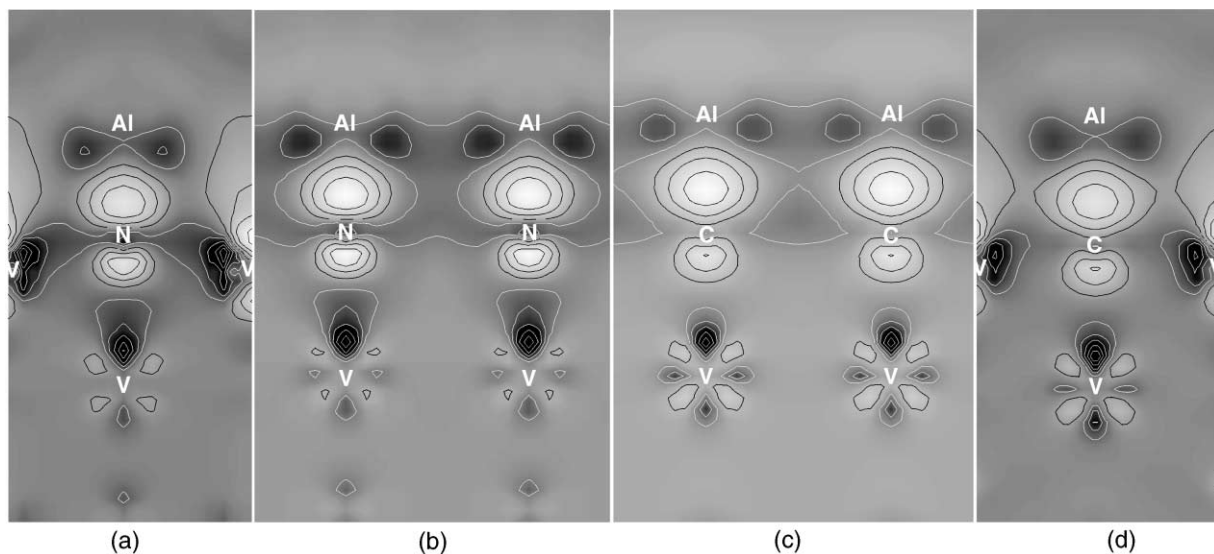 Al Al Al Al Al Al
N N N C C C
V V V V V V V V
V V
(a) (b) (c) (d)